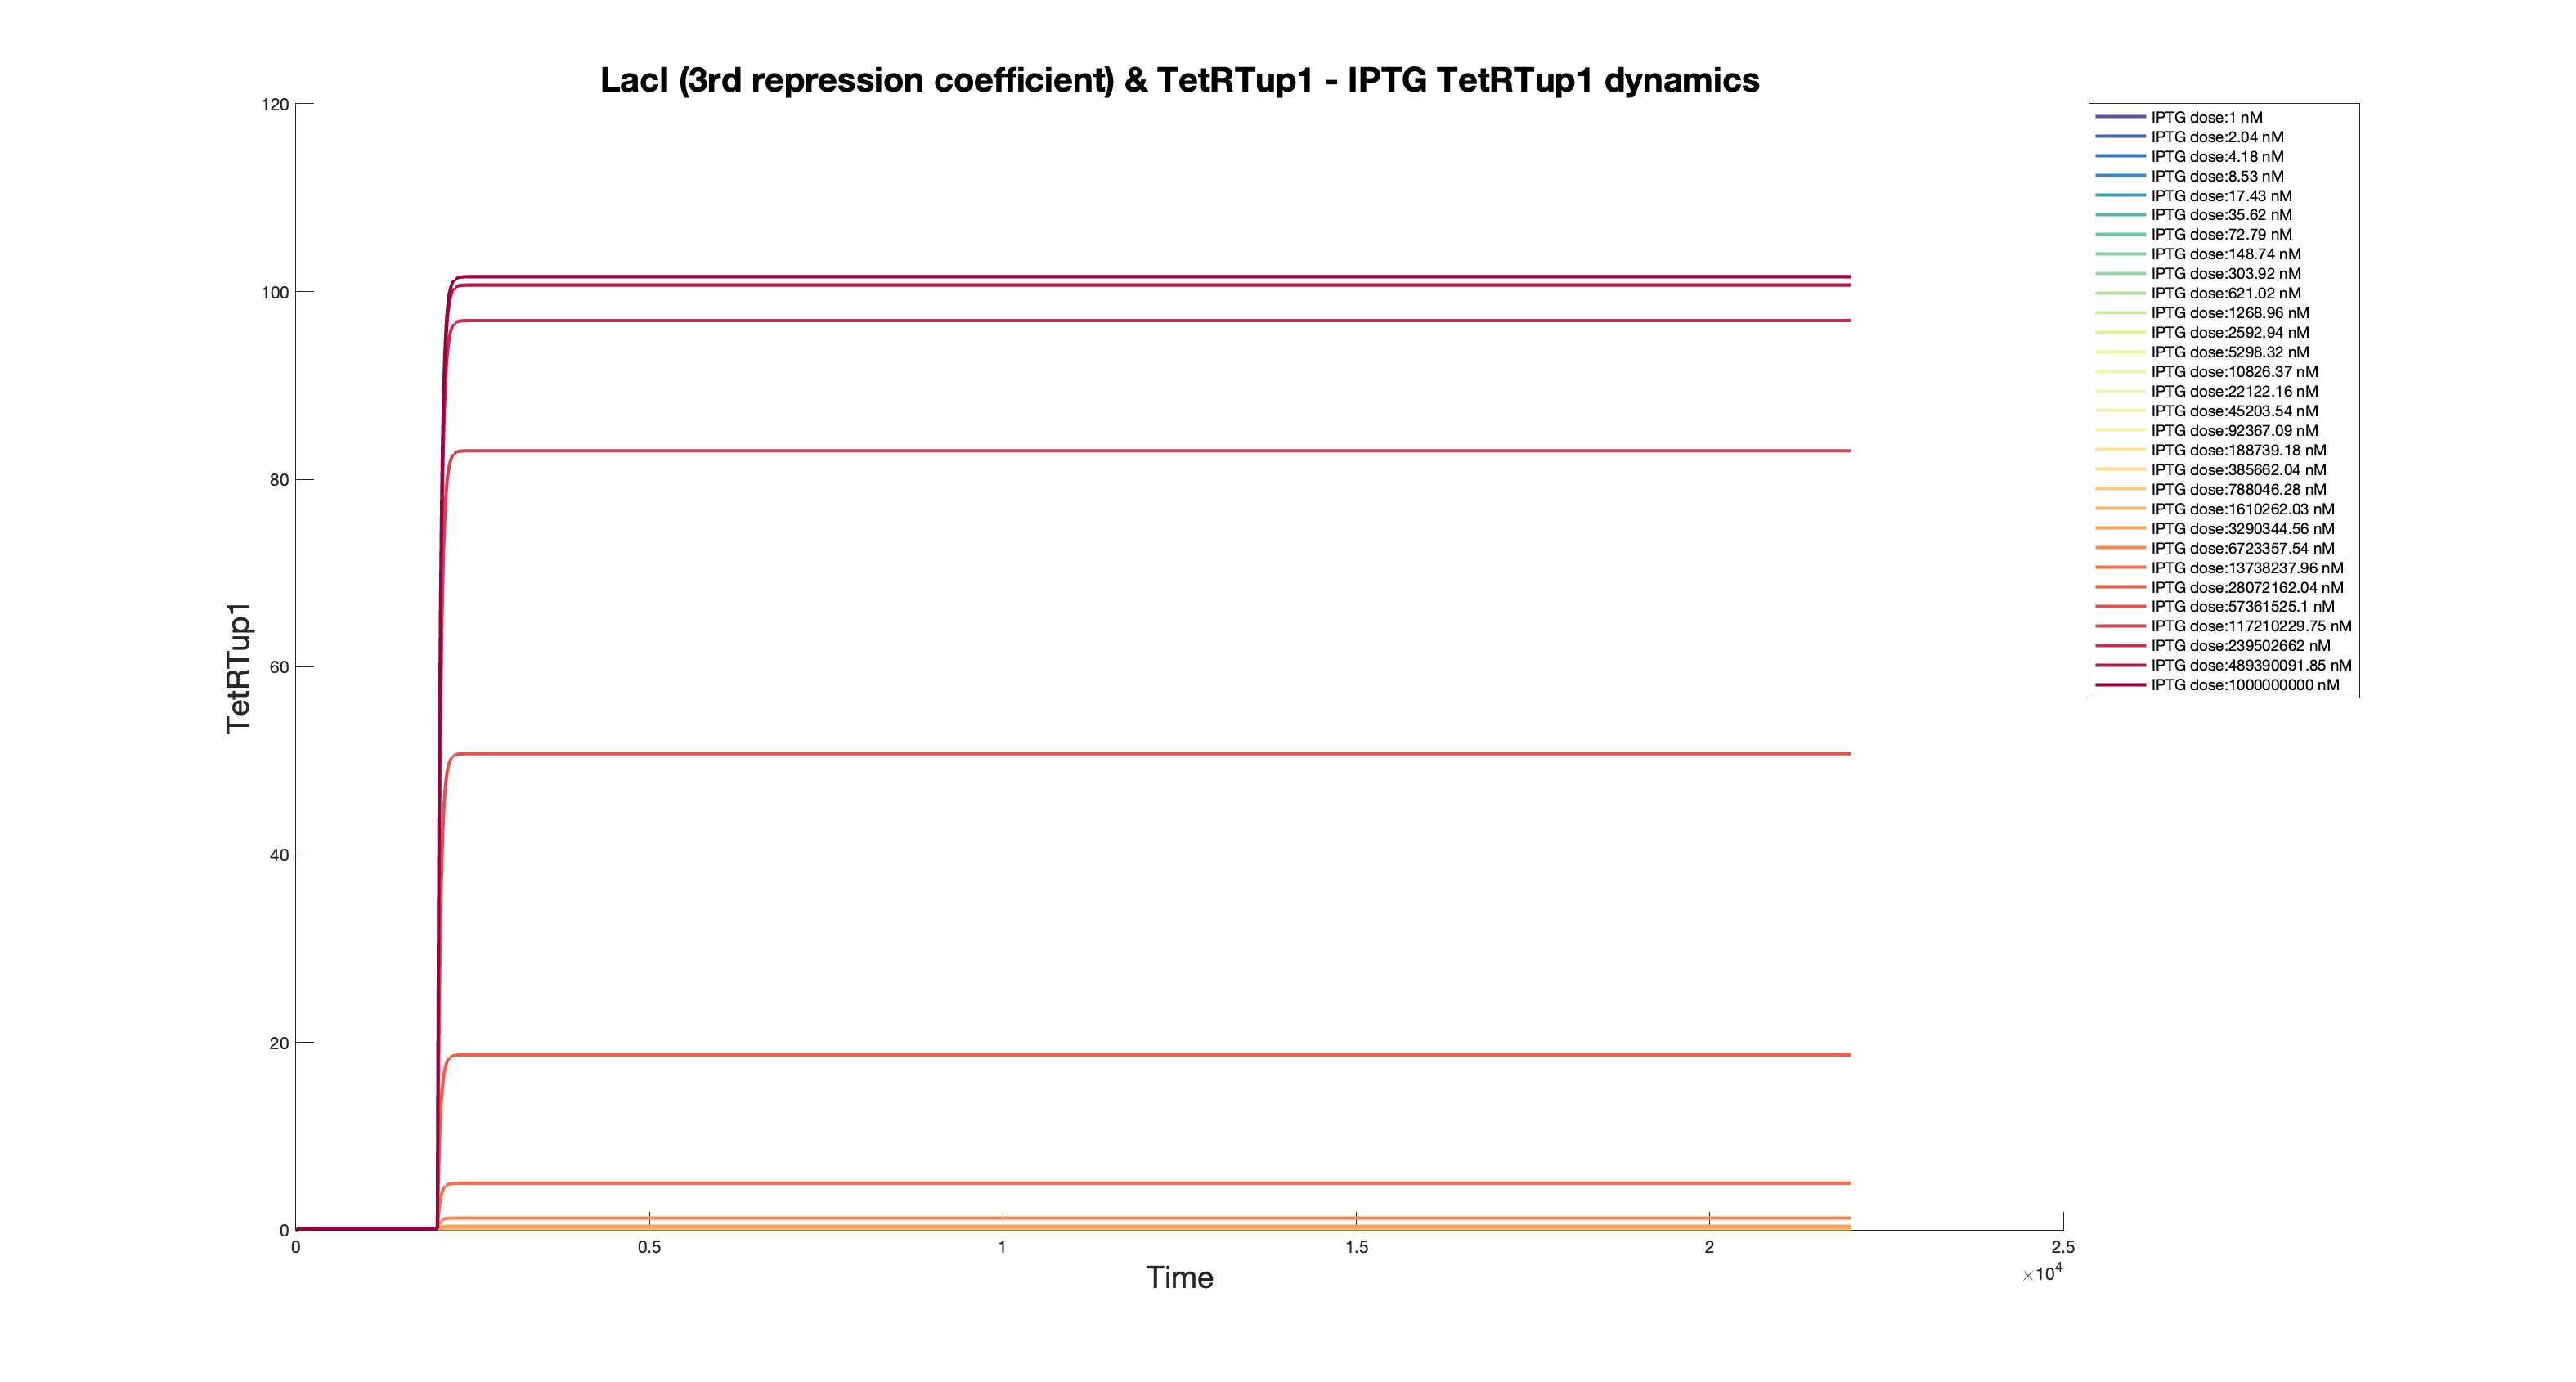 LacI (3rd repression coefficient) & TetRTup1 - IPTG TetRTup1 dynamics
120
100
80
60
40
20
0
TetRTup1
0
0.5
1
1.5
2
2.5
×10^4
Time
IPTG dose:1 nM
IPTG dose:2.04 nM
IPTG dose:4.18 nM
IPTG dose:8.53 nM
IPTG dose:17.43 nM
IPTG dose:35.62 nM
IPTG dose:72.79 nM
IPTG dose:148.74 nM
IPTG dose:303.92 nM
IPTG dose:621.02 nM
IPTG dose:1268.96 nM
IPTG dose:2592.94 nM
IPTG dose:5298.32 nM
IPTG dose:10826.37 nM
IPTG dose:22122.16 nM
IPTG dose:45203.54 nM
IPTG dose:92367.09 nM
IPTG dose:188739.18 nM
IPTG dose:385662.04 nM
IPTG dose:788046.28 nM
IPTG dose:1610262.03 nM
IPTG dose:3290344.56 nM
IPTG dose:6723357.54 nM
IPTG dose:13738237.96 nM
IPTG dose:28072162.04 nM
IPTG dose:57361525.1 nM
IPTG dose:117210229.75 nM
IPTG dose:239502662 nM
IPTG dose:489390091.85 nM
IPTG dose:1000000000 nM